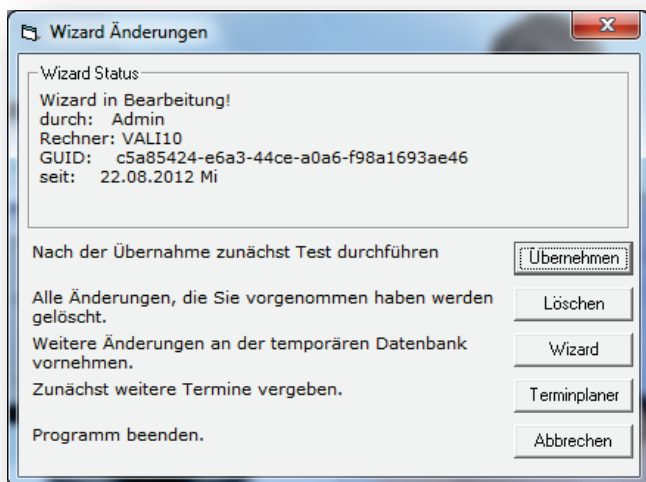 Wizard Änderungen
Wizard Status
Wizard in Bearbeitung!
durch: Admin
Rechner: VALI10
GUID: c5a85424-e6a3-44ce-a0a6-f98a1693ae46
seit: 22.08.2012 Mi
Nach der Übernahme zunächst Test durchführen
Übernehmen
Alle Änderungen, die Sie vorgenommen haben werden
gelöscht.
Löschen
Weitere Änderungen an der temporären Datenbank
vornehmen.
Wizard
Zunächst weitere Termine vergeben.
Terminplaner
Programm beenden.
Abbrechen